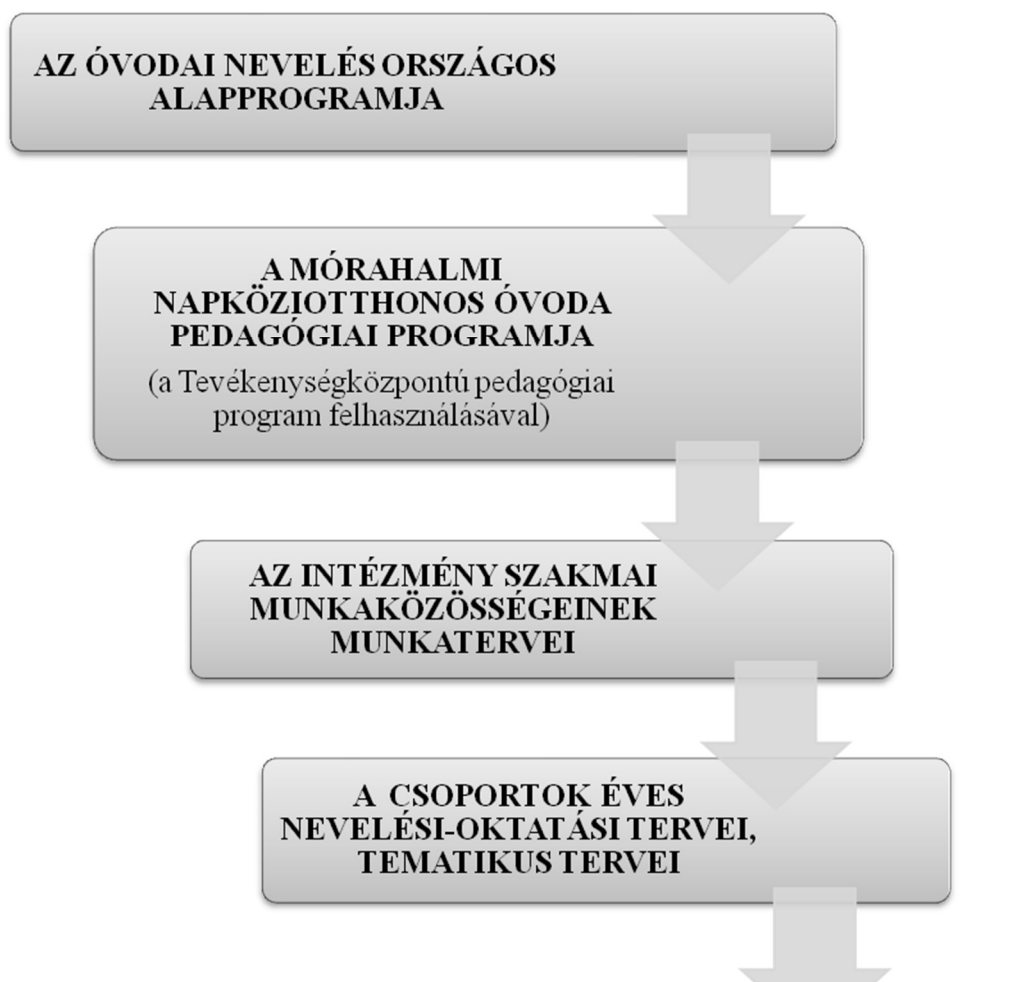 AZ ÓVODAI NEVELÉS ORSZÁGOS
ALAPPROGRAMJA
A MÓRAHALMI
NAPKÖZIOTTHONOS ÓVODA
PEDAGÓGIAI PROGRAMJA
(a Tevékenységközpontú pedagógiai
program felhasználásával)
AZ INTÉZMÉNY SZAKMAI
MUNKAKÖZÖSSÉGEINEK
MUNKATERVEI
A CSOPORTOK ÉVES
NEVELÉSI-OKTATÁSI TERVEI,
TEMATIKUS TERVEI